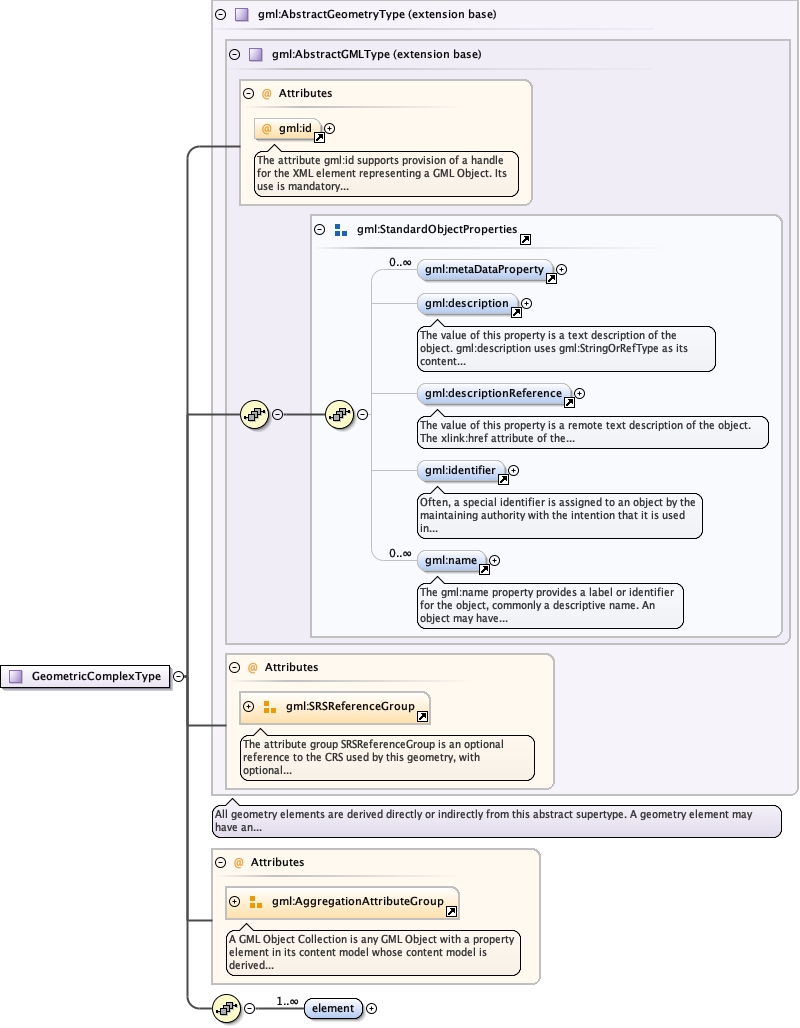 gml:AbstractGeometryType (extension base)
gml:AbstractGMLType (extension base)
@ Attributes
@ gml:id
The attribute gml:id supports provision of a handle
for the XML element representing a GML Object. Its
use is mandatory...
gml:StandardObjectProperties
0..∞
gml:metaDataProperty
gml:description
The value of this property is a text description of the
object. gml:description uses gml:StringOrRefType as its
content...
gml:descriptionReference
The value of this property is a remote text description of the object.
The xlink:href attribute of the...
gml:identifier
Often, a special identifier is assigned to an object by the
maintaining authority with the intention that it is used
in...
0..∞
gml:name
The gml:name property provides a label or identifier
for the object, commonly a descriptive name. An
object may have...
GeometricComplexType
@ Attributes
gml:SRSReferenceGroup
The attribute group SRSReferenceGroup is an optional
reference to the CRS used by this geometry, with
optional...
All geometry elements are derived directly or indirectly from this abstract supertype. A geometry element may
have an...
@ Attributes
gml:AggregationAttributeGroup
A GML Object Collection is any GML Object with a property
element in its content model whose content model is
derived...
1..∞
element